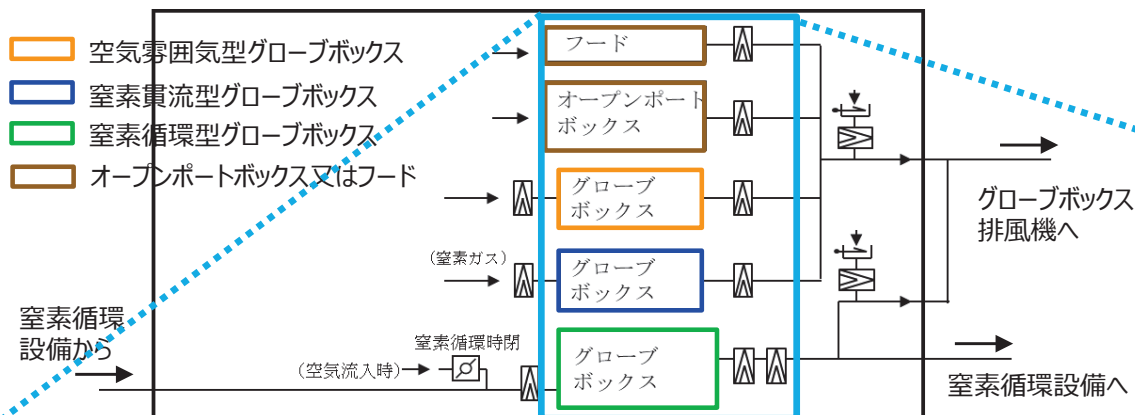 空気雰囲気型グローブボックス
窒素貫流型グローブボックス
窒素循環型グローブボックス
オープンポートボックス又はフード
フード
オープンポート
ボックス
グローブ
ボックス
(窒素ガス)
グローブ
ボックス
グローブボックス
排風機へ
窒素循環
設備から
窒素循環時閉
(空気流入時)
グローブ
ボックス
窒素循環設備へ